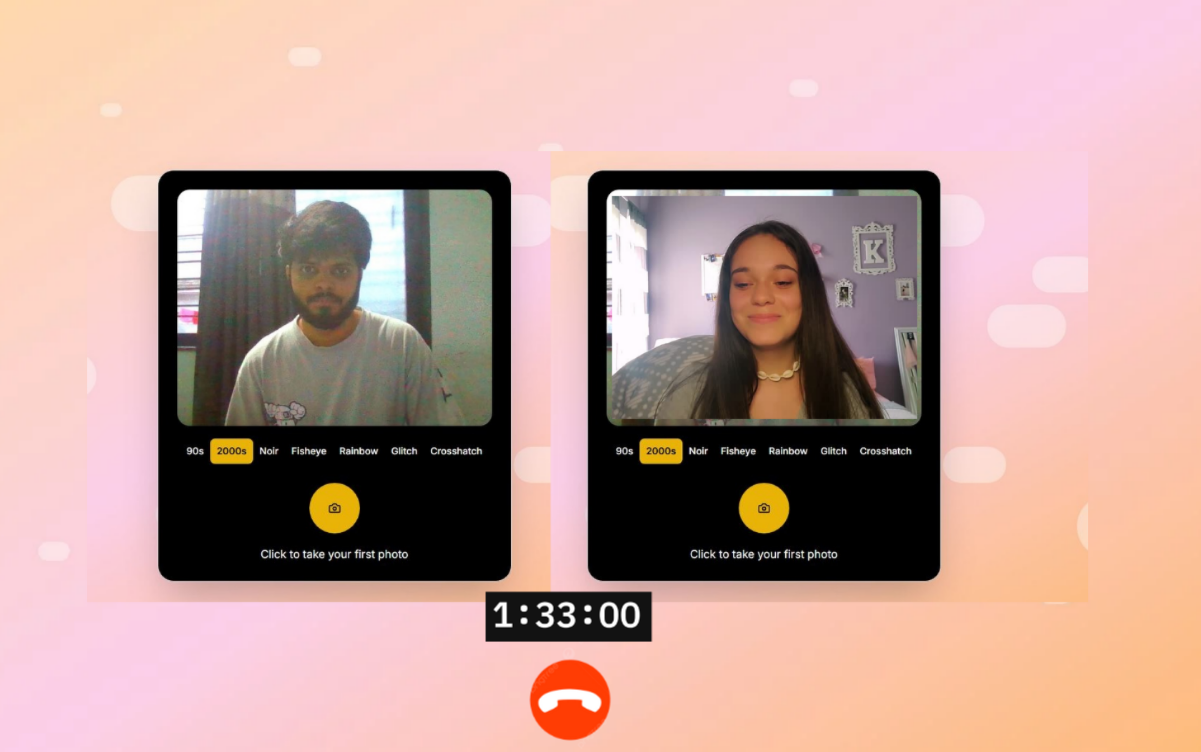 K
90s 2000s Noir Fisheye Rainbow Glitch Crosshatch
Click to take your first photo
90s 2000s Noir Fisheye Rainbow Glitch Crosshatch
Click to take your first photo
1:33:00